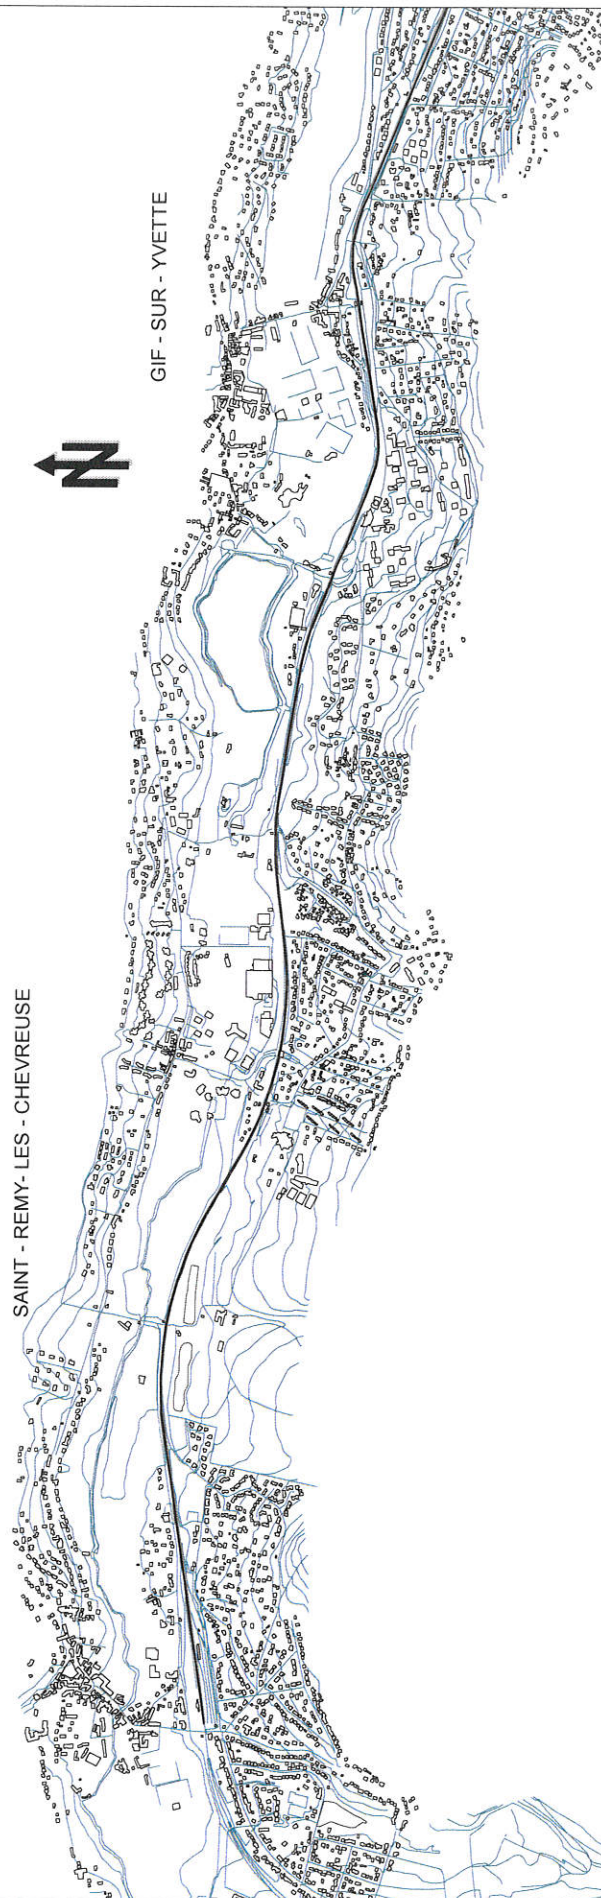 SAINT - REMY- LES - CHEVREUSE
GIF - SUR - YVETTE
N